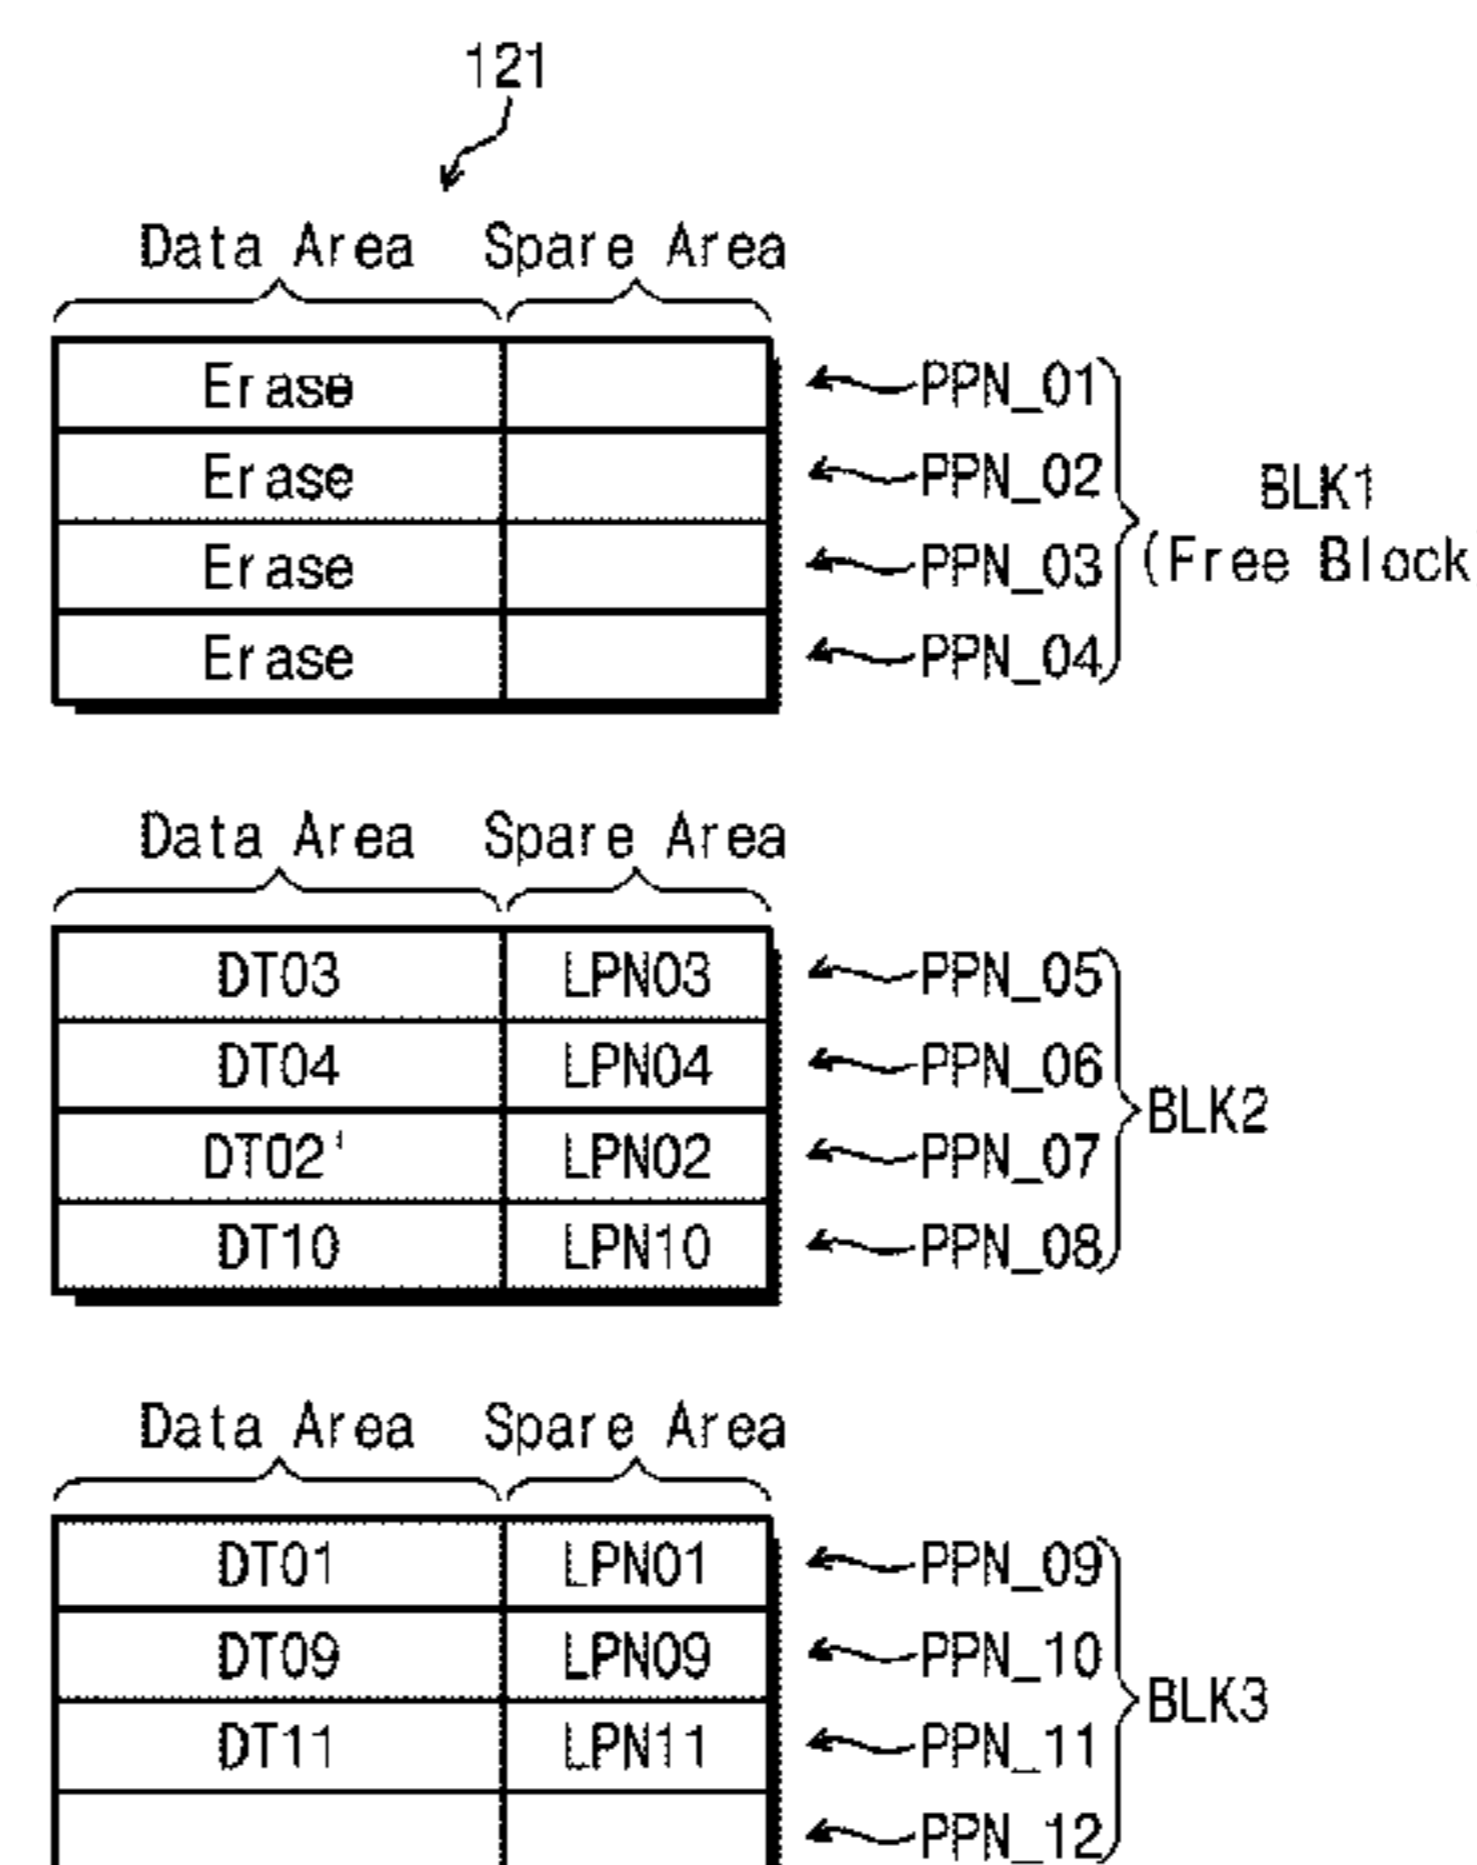 121
Data Area Spare Area
Erase PPN_01
Erase PPN_02
BLK1
Erase PPN_03
(Free Block
Erase PPN_04
Data Area Spare Area
DT03 LPN03 PPN_05
DT04 LPN04 PPN_06
BLK2
DT02' LPN02 PPN_07
DT10 LPN10 PPN_08
Data Area Spare Area
DT01 LPN01 PPN_09
DT09 LPN09 PPN_10
BLK3
DT11 LPN11 PPN_11
PPN_12